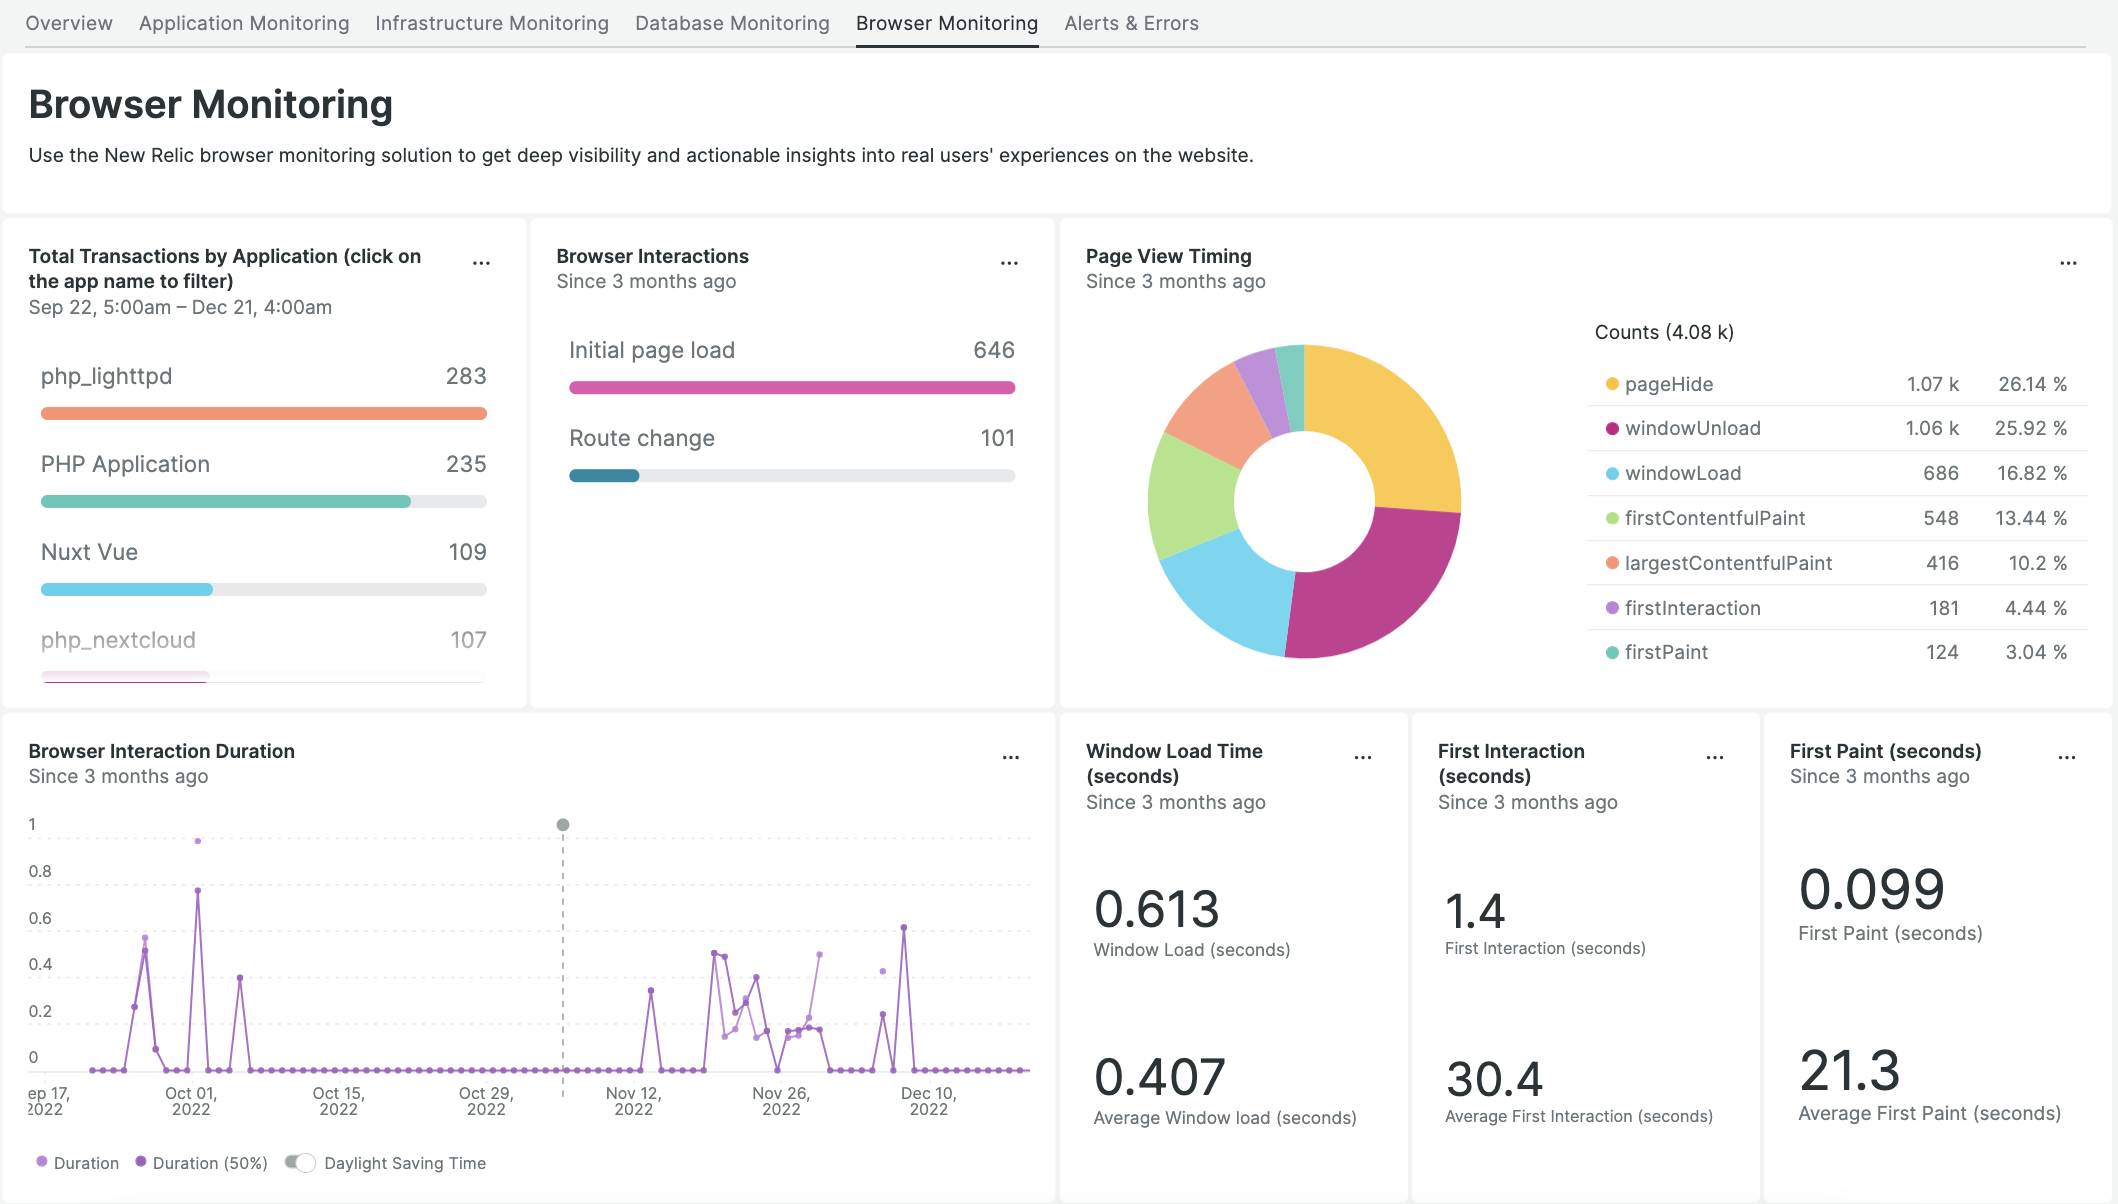 Overview Application Monitoring Infrastructure Monitoring Database Monitoring Browser Monitoring Alerts & Errors
Browser Monitoring
Use the New Relic browser monitoring solution to get deep visibility and actionable insights into real users' experiences on the website.
Total Transactions by Application (click on
the app name to filter)
Sep 22, 5:00am – Dec 21, 4:00am
...
php_lighttpd 283
PHP Application 235
Nuxt Vue 109
php_nextcloud 107
Browser Interactions
Since 3 months ago
...
Initial page load 646
Route change 101
Page View Timing
Since 3 months ago
...
Counts (4.08 k)
pageHide 1.07 k 26.14 %
windowUnload 1.06 k 25.92 %
windowLoad 686 16.82 %
firstContentfulPaint 548 13.44 %
largestContentfulPaint 416 10.2 %
firstInteraction 181 4.44 %
firstPaint 124 3.04 %
Browser Interaction Duration
Since 3 months ago
...
1
0.8
0.6
0.4
0.2
0
ep 17, Oct 01, Oct 15, Oct 29, Nov 12, Nov 26, Dec 10,
2022 2022 2022 2022 2022 2022 2022
Duration Duration (50%) Daylight Saving Time
Window Load Time
(seconds)
Since 3 months ago
...
0.613
Window Load (seconds)
0.407
Average Window load (seconds)
First Interaction
(seconds)
Since 3 months ago
...
1.4
First Interaction (seconds)
30.4
Average First Interaction (seconds)
First Paint (seconds)
Since 3 months ago
...
0.099
First Paint (seconds)
21.3
Average First Paint (seconds)